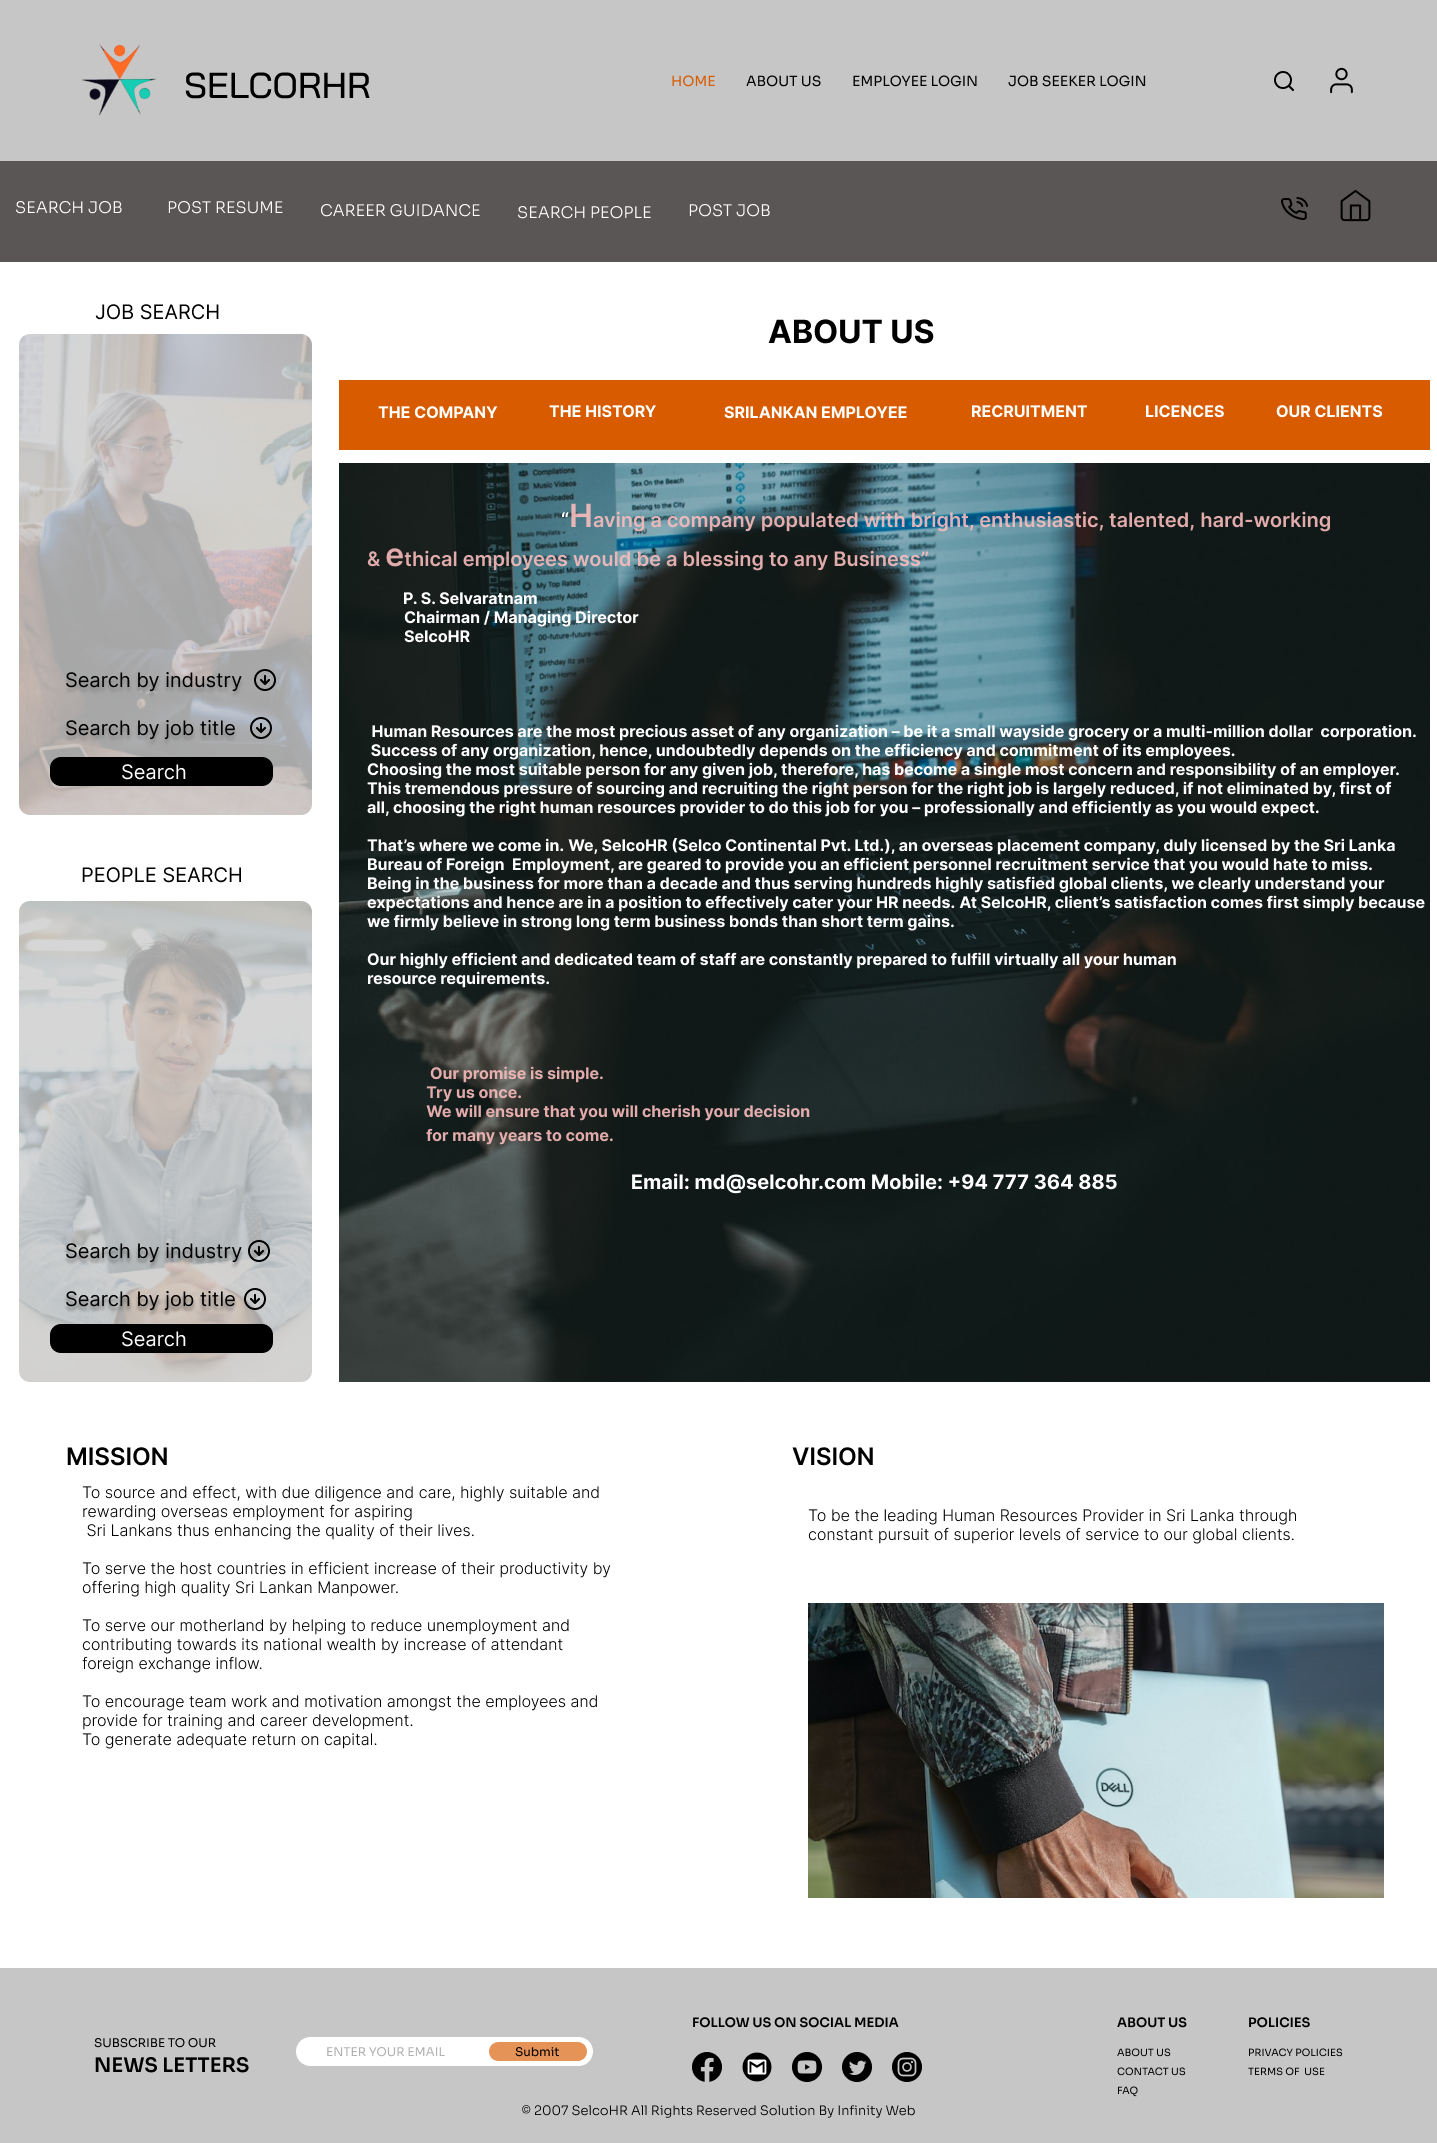 SELCORHR
HOME
ABOUT US
EMPLOYEE LOGIN
JOB SEEKER LOGIN
SEARCH JOB
POST RESUME
CAREER GUIDANCE
SEARCH PEOPLE
POST JOB
JOB SEARCH
Search by industry
Search by job title
Search
PEOPLE SEARCH
Search by industry
Search by job title
Search
ABOUT US
THE COMPANY
THE HISTORY
SRILANKAN EMPLOYEE
RECRUITMENT
LICENCES
OUR CLIENTS
“Having a company populated with bright, enthusiastic, talented, hard-working
& ethical employees would be a blessing to any Business”
P. S. Selvaratnam
Chairman / Managing Director
SelcoHR
Human Resources are the most precious asset of any organization – be it a small wayside grocery or a multi-million dollar corporation.
Success of any organization, hence, undoubtedly depends on the efficiency and commitment of its employees.
Choosing the most suitable person for any given job, therefore, has become a single most concern and responsibility of an employer.
This tremendous pressure of sourcing and recruiting the right person for the right job is largely reduced, if not eliminated by, first of
all, choosing the right human resources provider to do this job for you – professionally and efficiently as you would expect.
That’s where we come in. We, SelcoHR (Selco Continental Pvt. Ltd.), an overseas placement company, duly licensed by the Sri Lanka
Bureau of Foreign Employment, are geared to provide you an efficient personnel recruitment service that you would hate to miss.
Being in the business for more than a decade and thus serving hundreds highly satisfied global clients, we clearly understand your
expectations and hence are in a position to effectively cater your HR needs. At SelcoHR, client’s satisfaction comes first simply because
we firmly believe in strong long term business bonds than short term gains.
Our highly efficient and dedicated team of staff are constantly prepared to fulfill virtually all your human
resource requirements.
Our promise is simple.
Try us once.
We will ensure that you will cherish your decision
for many years to come.
Email: md@selcohr.com Mobile: +94 777 364 885
MISSION
To source and effect, with due diligence and care, highly suitable and
rewarding overseas employment for aspiring
Sri Lankans thus enhancing the quality of their lives.
To serve the host countries in efficient increase of their productivity by
offering high quality Sri Lankan Manpower.
To serve our motherland by helping to reduce unemployment and
contributing towards its national wealth by increase of attendant
foreign exchange inflow.
To encourage team work and motivation amongst the employees and
provide for training and career development.
To generate adequate return on capital.
VISION
To be the leading Human Resources Provider in Sri Lanka through
constant pursuit of superior levels of service to our global clients.
DELL
SUBSCRIBE TO OUR
NEWS LETTERS
ENTER YOUR EMAIL
Submit
FOLLOW US ON SOCIAL MEDIA
ABOUT US
ABOUT US
CONTACT US
FAQ
POLICIES
PRIVACY POLICIES
TERMS OF USE
© 2007 SelcoHR All Rights Reserved Solution By Infinity Web